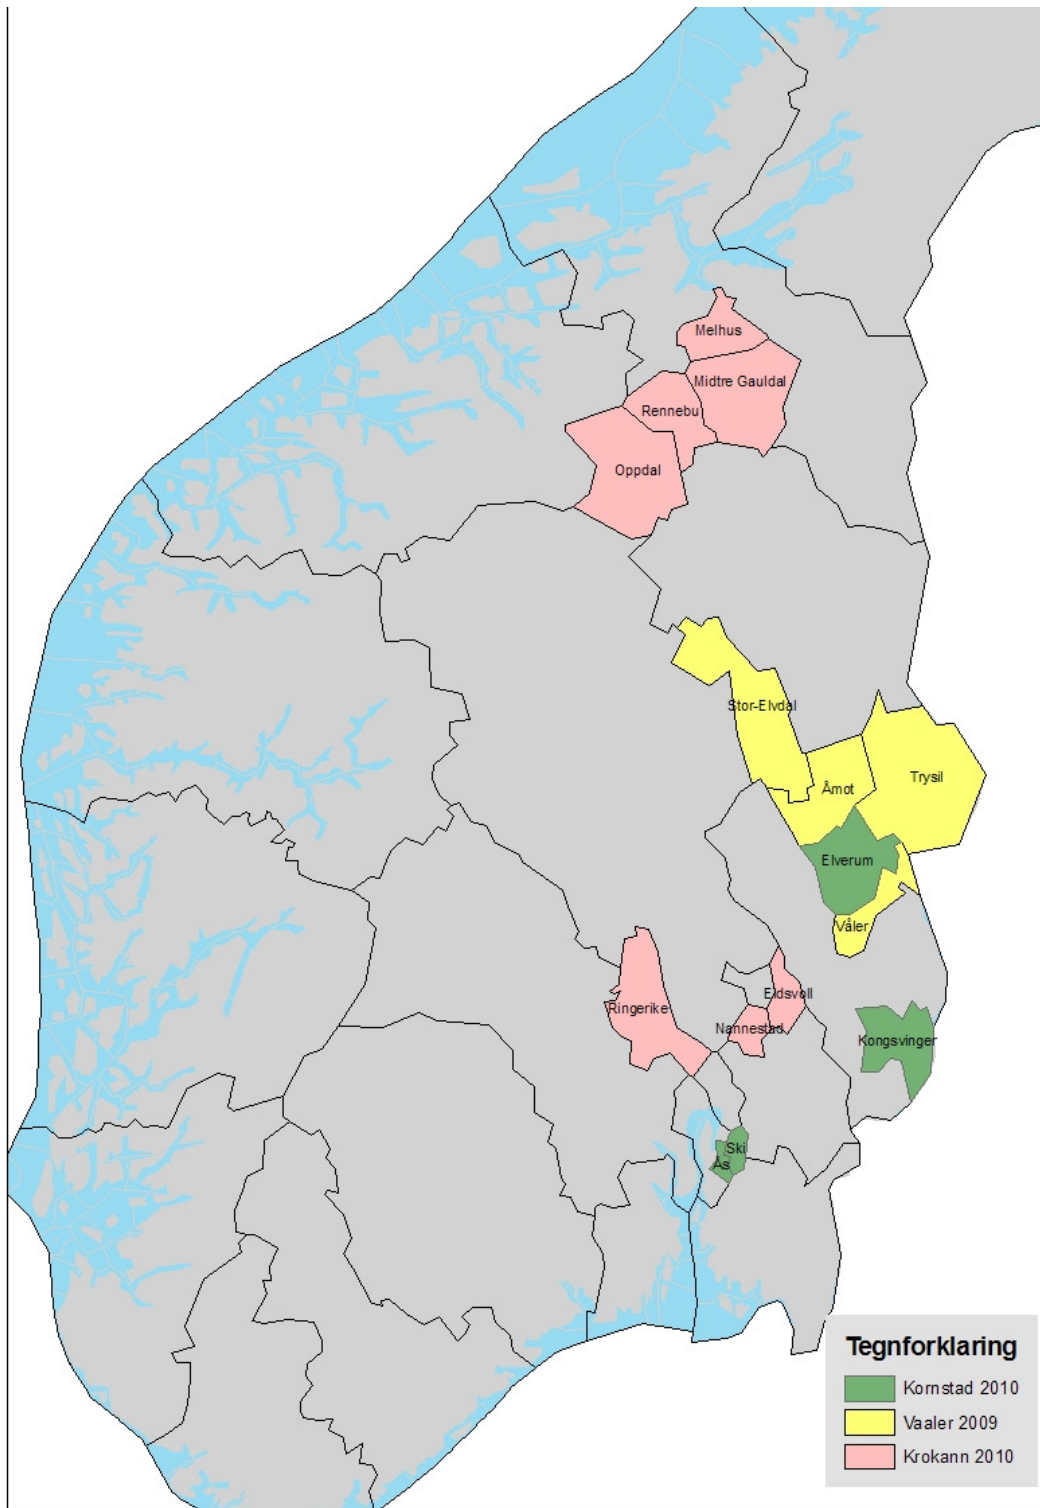 Melhus
Midtre Gauldal
Rennebu
Oppdal
Stor-Elvdal
Trysil
Åmot
Elverum
Våler
Eidsvoll
Ringerike
Nannestad
Kongsvinger
Ski
Ås
Tegnforklaring
Kornstad 2010
Vaaler 2009
Krokann 2010